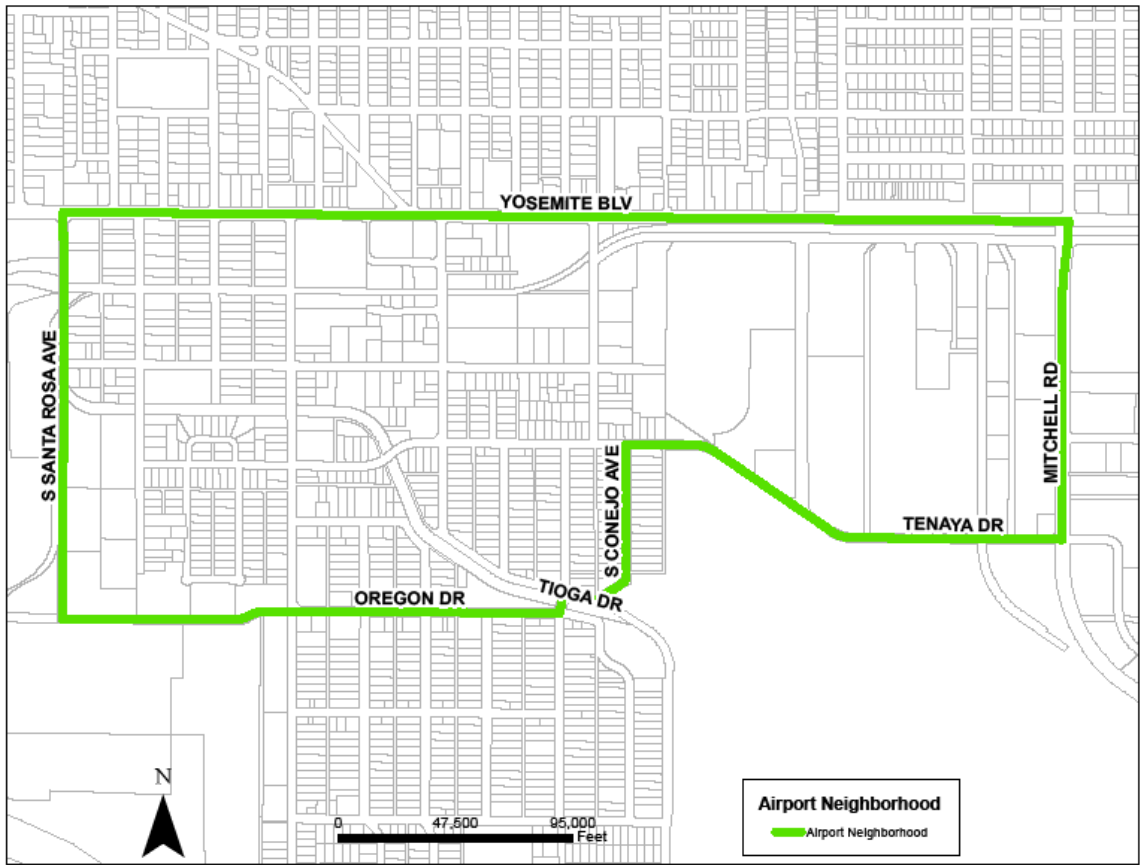 YOSEMITE BLV
S SANTA ROSA AVE
MITCHELL RD
S CONEJO AVE
TENAYA DR
TIOGA DR
OREGON DR
N
0 47,500 95,000
Feet
Airport Neighborhood
Airport Neighborhood